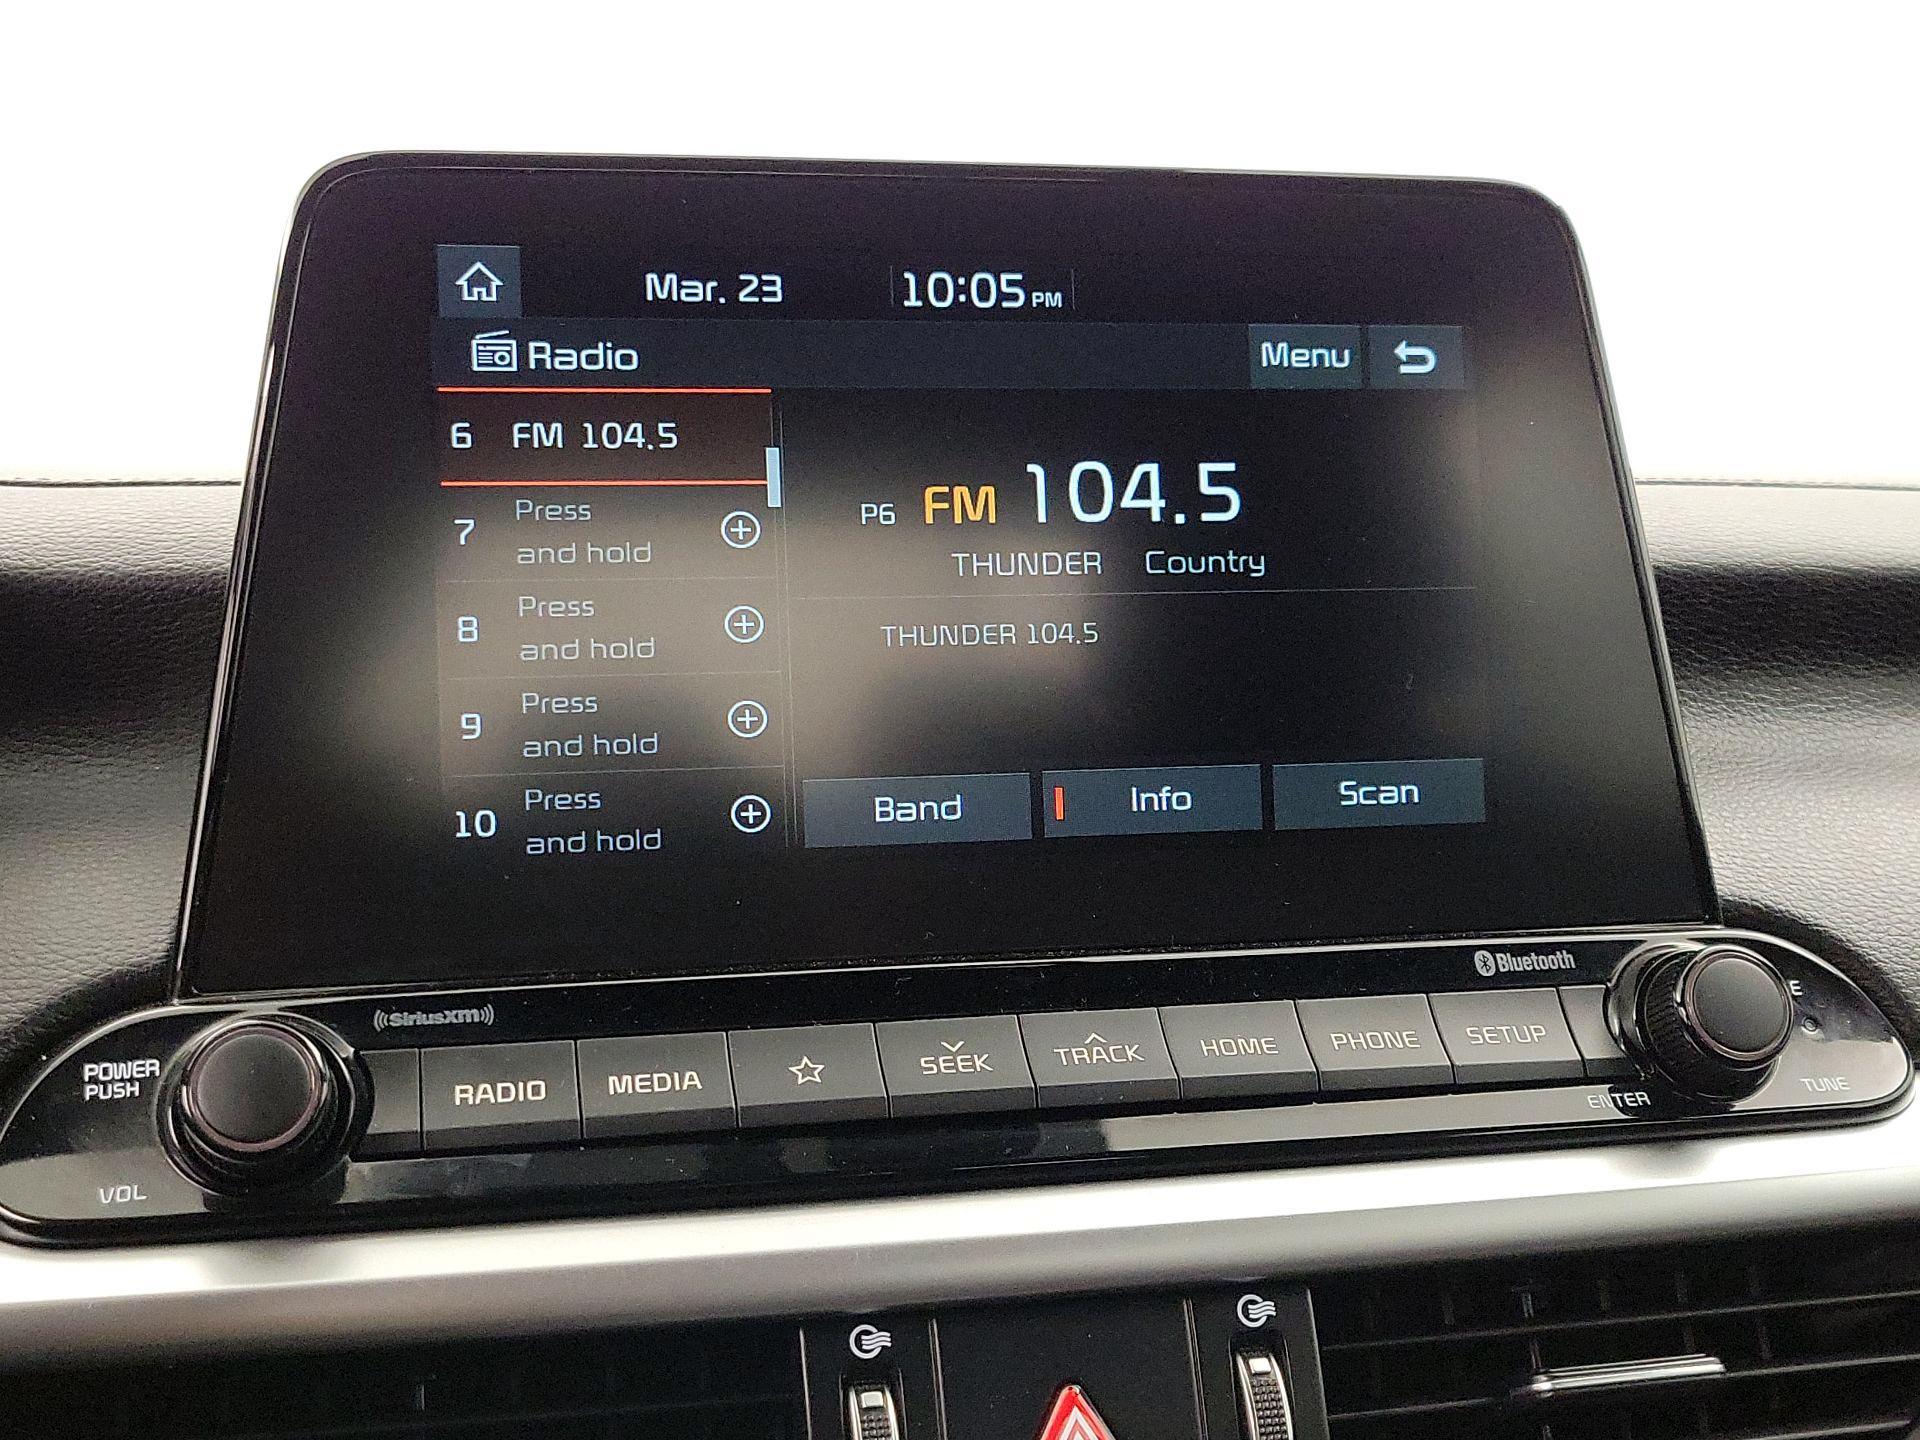 Mar. 23 10:05 PM
Radio Menu
6 FM 104.5
7 Press
and hold
8 Press
and hold
9 Press
and hold
10 Press
and hold
P6 FM 104.5
THUNDER Country
THUNDER 104.5
Band Info Scan
((SiriusXM))
Bluetooth
POWER
PUSH
VOL
RADIO MEDIA SEEK TRACK HOME PHONE SETUP
ENTER
TUNE